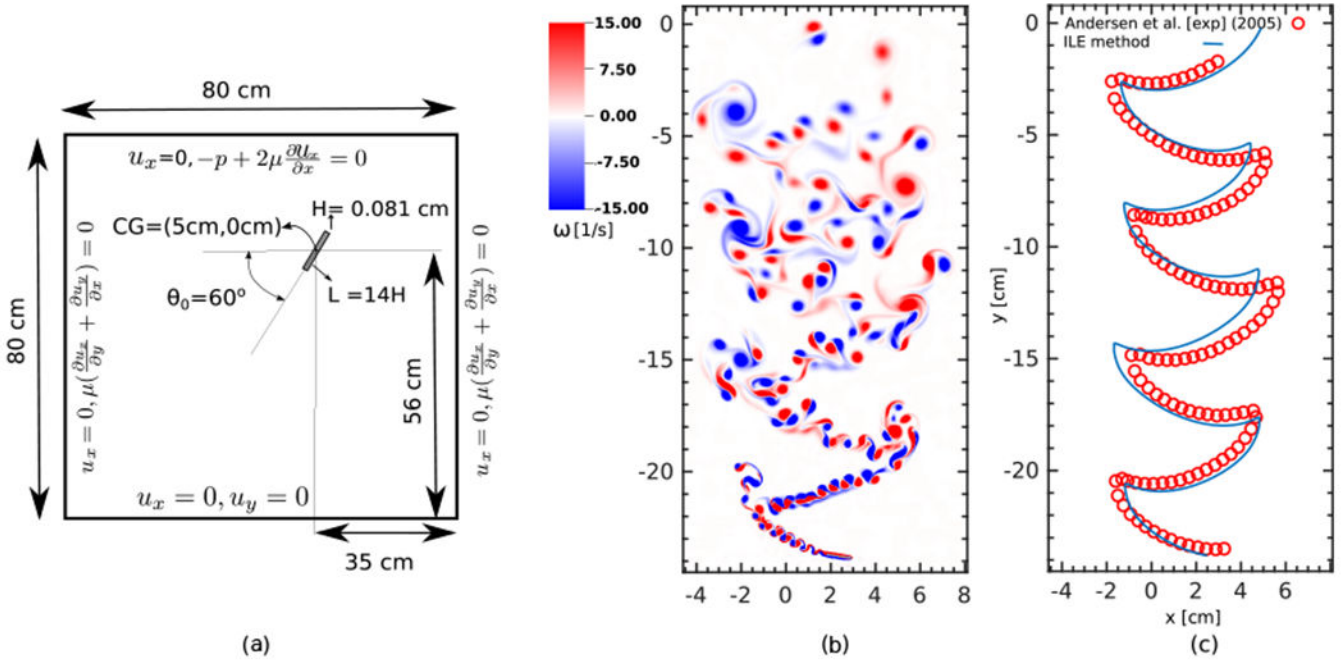 80 cm
u_x=0, −p + 2μ ∂u_x/∂x = 0
80 cm
u_x = 0, μ(∂u_x/∂y + ∂u_y/∂x) = 0
CG=(5cm,0cm)
H= 0.081 cm
θ₀=60º
L =14H
56 cm
u_x = 0, μ(∂u_x/∂y + ∂u_y/∂x) = 0
u_x = 0, u_y = 0
35 cm
(a)
15.00
7.50
0.00
-7.50
-15.00
ω [1/s]
0
-5
-10
-15
-20
-4 -2 0 2 4 6 8
(b)
Andersen et al. [exp] (2005)
ILE method
0
-5
y [cm]
-10
-15
-20
-4 -2 0 2 4 6 8
x [cm]
(c)